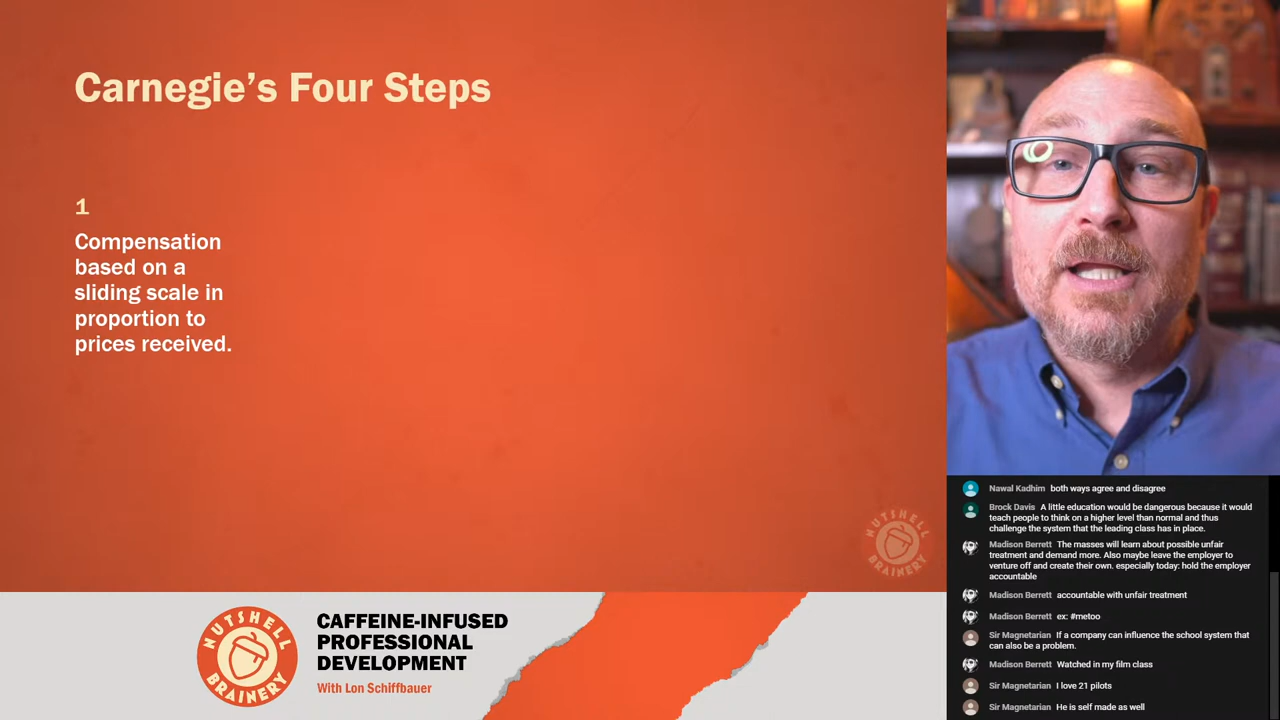 Carnegie’s Four Steps
1
Compensation
based on a
sliding scale in
proportion to
prices received.
NUTSHELL
BRAINERY
NUTSHELL
BRAINERY
CAFFEINE-INFUSED
PROFESSIONAL
DEVELOPMENT
With Lon Schiffbauer
Nawal Kadhim both ways agree and disagree
Brock Davis A little education would be dangerous because it would
teach people to think on a higher level than normal and thus
challenge the system that the leading class has in place.
Madison Berrett The masses will learn about possible unfair
treatment and demand more. Also maybe leave the employer to
venture off and create their own. especially today: hold the employer
accountable
Madison Berrett accountable with unfair treatment
Madison Berrett ex: #metoo
Sir Magnetarian If a company can influence the school system that
can also be a problem.
Madison Berrett Watched in my film class
Sir Magnetarian I love 21 pilots
Sir Magnetarian He is self made as well